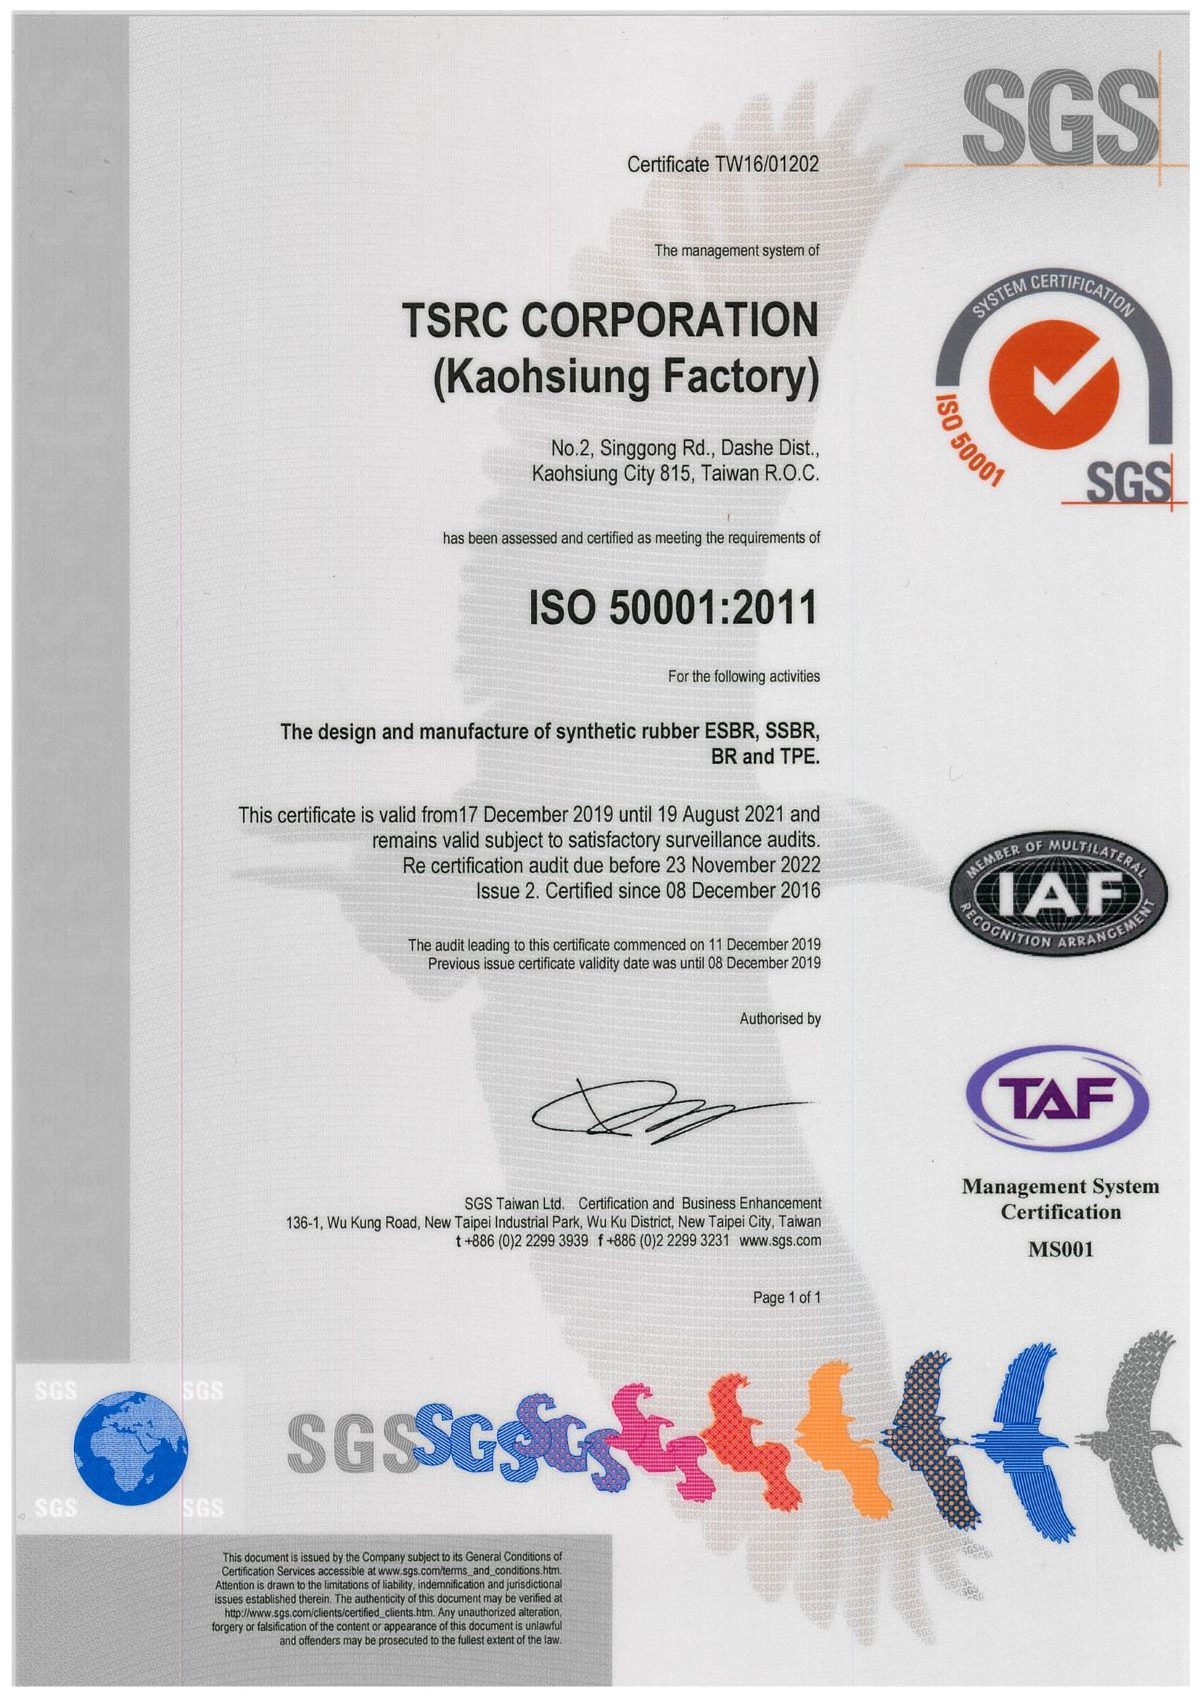 SGS
Certificate TW16/01202
The management system of
TSRC CORPORATION
(Kaohsiung Factory)
No.2, Singgong Rd., Dashe Dist.,
Kaohsiung City 815, Taiwan R.O.C.
has been assessed and certified as meeting the requirements of
ISO 50001:2011
For the following activities
The design and manufacture of synthetic rubber ESBR, SSBR,
BR and TPE.
This certificate is valid from17 December 2019 until 19 August 2021 and
remains valid subject to satisfactory surveillance audits.
Re certification audit due before 23 November 2022
Issue 2. Certified since 08 December 2016
The audit leading to this certificate commenced on 11 December 2019
Previous issue certificate validity date was until 08 December 2019
Authorised by
SGS Taiwan Ltd. Certification and Business Enhancement
136-1, Wu Kung Road, New Taipei Industrial Park, Wu Ku District, New Taipei City, Taiwan
t +886 (0)2 2299 3939 f +886 (0)2 2299 3231 www.sgs.com
Page 1 of 1
SYSTEM CERTIFICATION
ISO 50001
SGS
MEMBER OF MULTILATERAL
IAF
RECOGNITION ARRANGEMENT
TAF
Management System
Certification
MS001
SGS SGS
SGS SGS
SGS SGS SGS
This document is issued by the Company subject to its General Conditions of
Certification Services accessible at www.sgs.com/terms_and_conditions.htm.
Attention is drawn to the limitations of liability, indemnification and jurisdictional
issues established therein. The authenticity of this document may be verified at
http://www.sgs.com/clients/certified_clients.htm. Any unauthorized alteration,
forgery or falsification of the content or appearance of this document is unlawful
and offenders may be prosecuted to the fullest extent of the law.